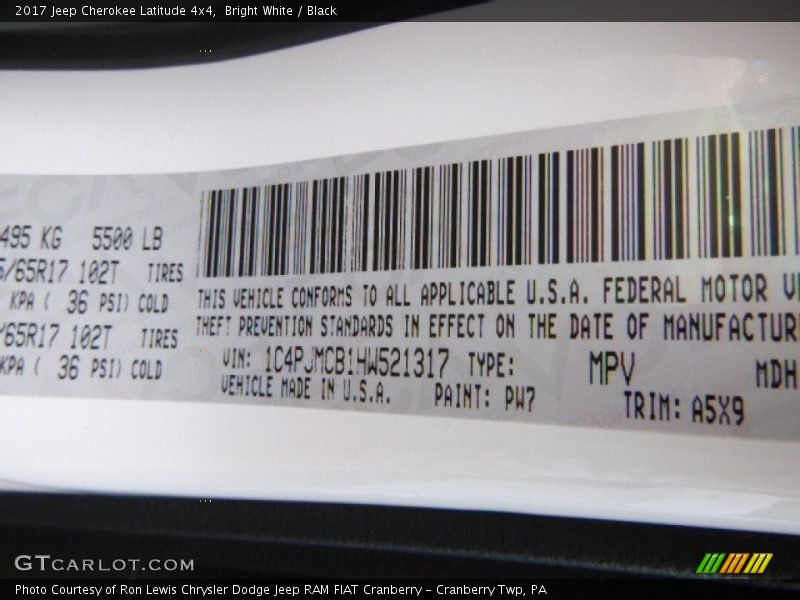 2017 Jeep Cherokee Latitude 4x4,  Bright White / Black
495 KG   5500 LB
/65R17 102T   TIRES
KPA ( 36 PSI) COLD
/65R17 102T   TIRES
KPA ( 36 PSI) COLD
THIS VEHICLE CONFORMS TO ALL APPLICABLE U.S.A. FEDERAL MOTOR
THEFT PREVENTION STANDARDS IN EFFECT ON THE DATE OF MANUFACTUR
VIN: 1C4PJMCB1HW521317  TYPE:   MPV   MDH
VEHICLE MADE IN U.S.A.   PAINT: PW7   TRIM: A5X9
GTCARLOT.COM
Photo Courtesy of Ron Lewis Chrysler Dodge Jeep RAM FIAT Cranberry – Cranberry Twp, PA